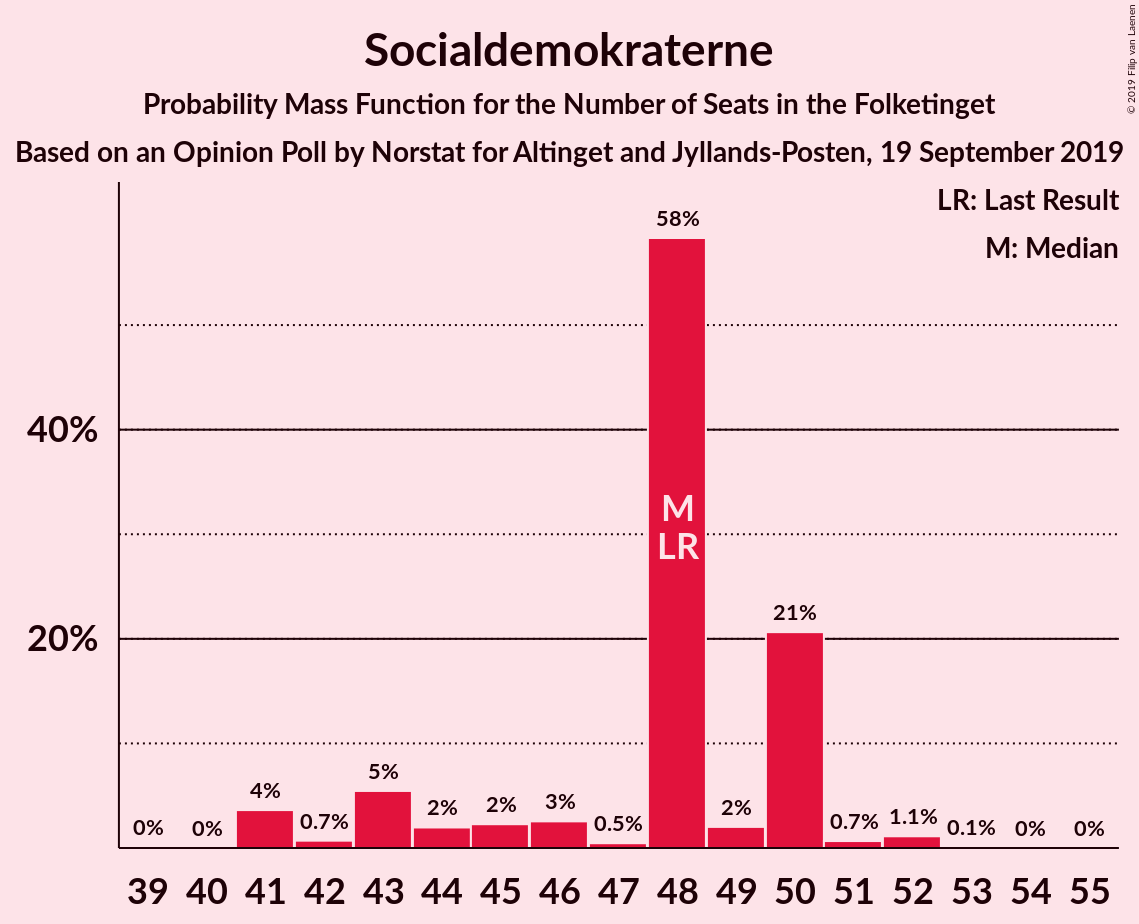 Socialdemokraterne
Probability Mass Function for the Number of Seats in the Folketinget
Based on an Opinion Poll by Norstat for Altinget and Jyllands-Posten, 19 September 2019
© 2019 Filip van Laenen
LR: Last Result
M: Median
58%
40%
M
LR
21%
20%
0% 0% 4% 0.7% 5% 2% 2% 3% 0.5% 2% 0.7% 1.1% 0.1% 0% 0%
39 40 41 42 43 44 45 46 47 48 49 50 51 52 53 54 55